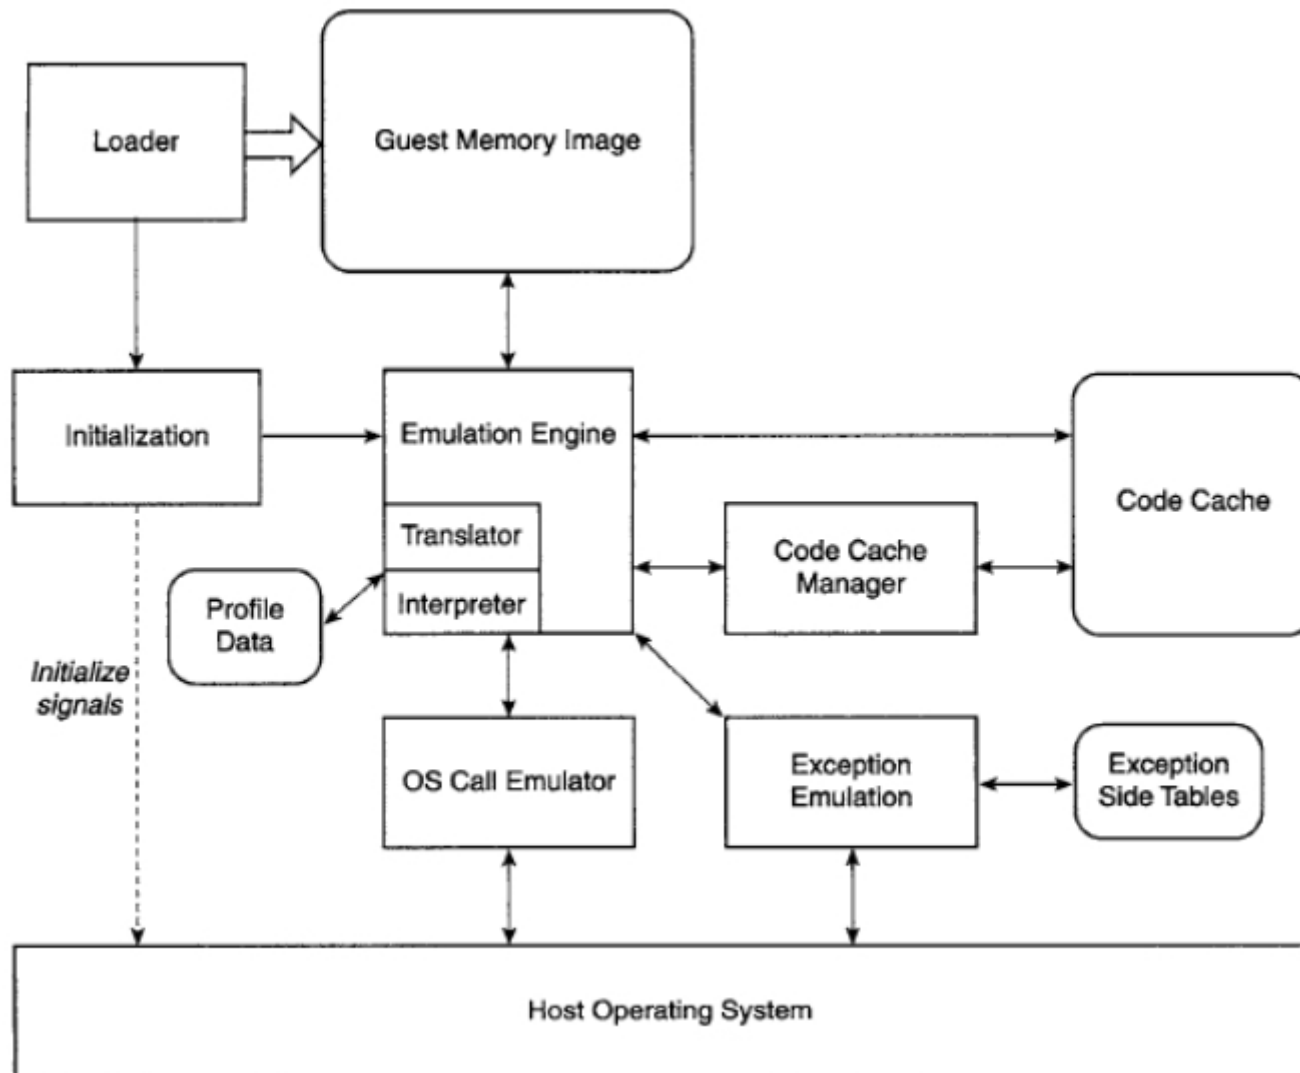 Loader
Guest Memory Image
Initialization
Emulation Engine
Translator
Interpreter
Code Cache
Code Cache
Manager
Profile
Data
Initialize
signals
OS Call Emulator
Exception
Emulation
Exception
Side Tables
Host Operating System